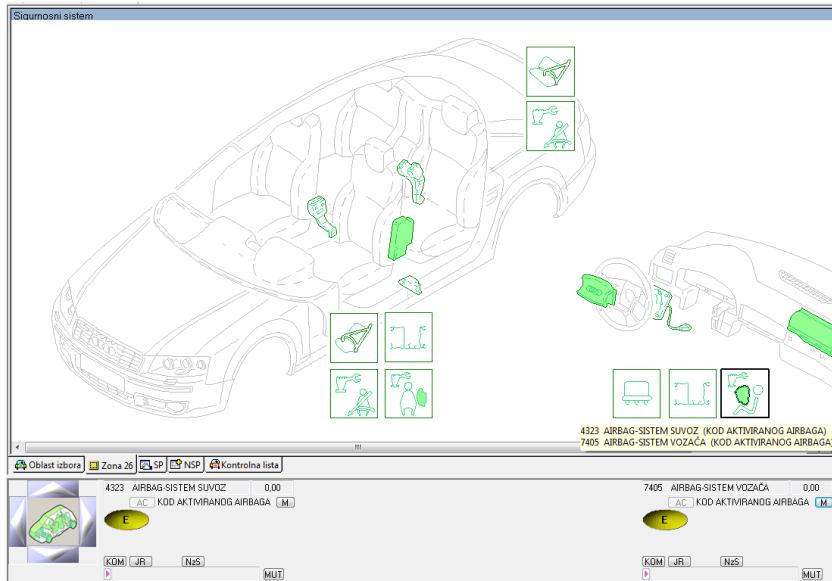 Sigurnosni sistem
4323 AIRBAG-SISTEM SUVOZ (KOD AKTIVIRANOG AIRBAGA)
7405 AIRBAG-SISTEM VOZAČA (KOD AKTIVIRANOG AIRBAGA)
Oblast izbora Zona 26 SP NSP Kontrolna lista
4323 AIRBAG-SISTEM SUVOZ 0,00 7405 AIRBAG-SISTEM VOZAČA 0,00
AC KOD AKTIVIRANOG AIRBAGA M AC KOD AKTIVIRANOG AIRBAGA M
E E
KOM JR NzS KOM JR NzS
MUT MUT